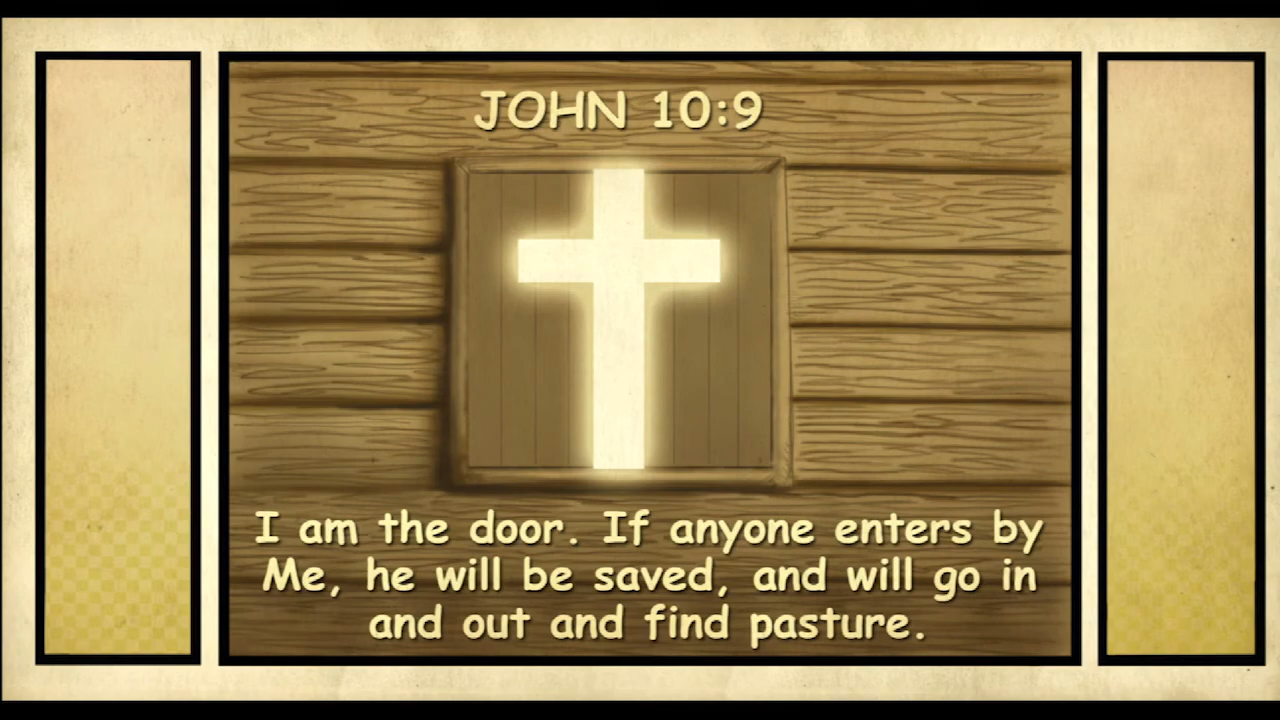 JOHN 10:9
I am the door. If anyone enters by
Me, he will be saved, and will go in
and out and find pasture.